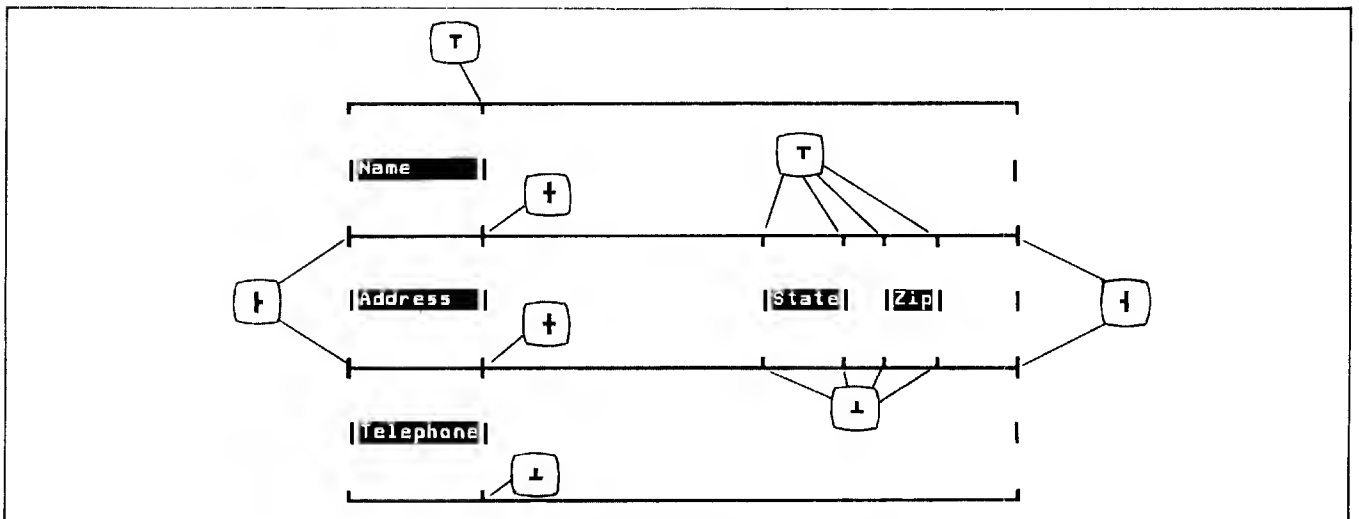 ┬
Name
┬
┼
Address
State
Zip
├
┤
┼
┴
Telephone
┴